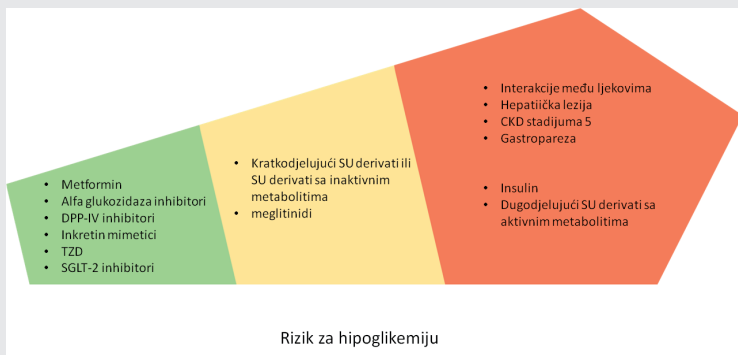 • Metformin
• Alfa glukozidaza inhibitori
• DPP-IV inhibitori
• Inkretin mimetici
• TZD
• SGLT-2 inhibitori
• Kratkodjelujući SU derivati ili
SU derivati sa inaktivnim
metabolitima
• meglitinidi
• Interakcije među ljekovima
• Hepatiička lezija
• CKD stadijuma 5
• Gastropareza
• Insulin
• Dugodjelujući SU derivati sa
aktivnim metabolitima
Rizik za hipoglikemiju